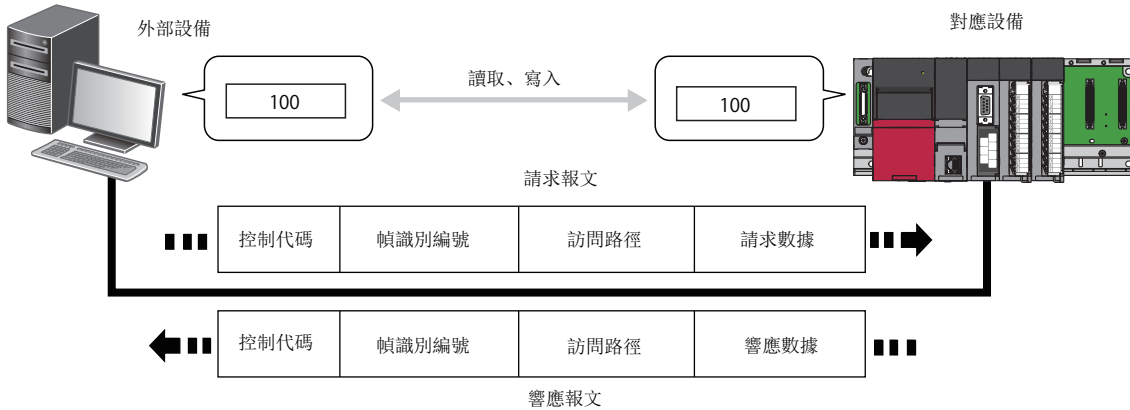 外部設備
對應設備
讀取、寫入
100
100
請求報文
控制代碼 幀識別編號 訪問路徑 請求數據
控制代碼 幀識別編號 訪問路徑 響應數據
響應報文